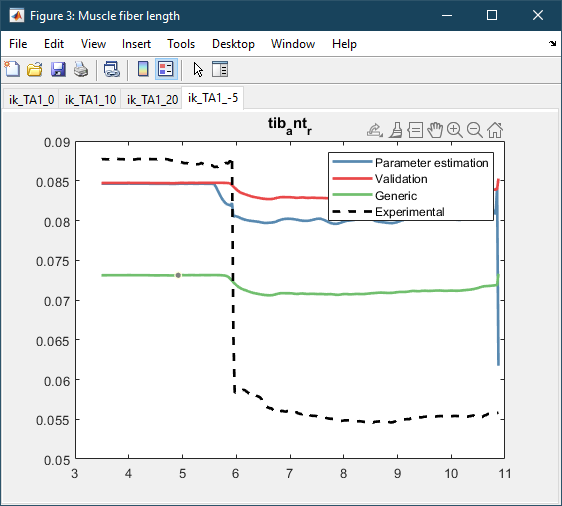 Figure 3: Muscle fiber length
File Edit View Insert Tools Desktop Window Help
ik_TA1_0 ik_TA1_10 ik_TA1_20 ik_TA1_-5
tib_ant_r
0.09
0.085
0.08
0.075
0.07
0.065
0.06
0.055
0.05
Parameter estimation
Validation
Generic
Experimental
3 4 5 6 7 8 9 10 11